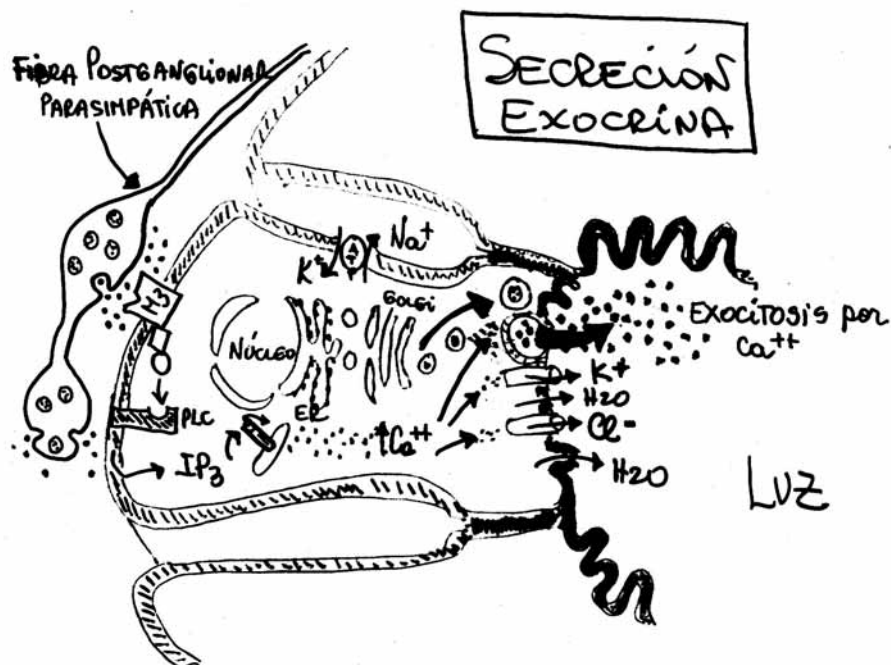 SECRECIÓN
EXOCRINA
FIBRA POSTGANGLIONAR
PARASIMPÁTICA
M3
PLC
IP3
NÚCLEO
ER
GOLGI
K+
Na+
↑Ca++
EXOCITOSIS por
Ca++
K+
H2O
Cl-
H2O
LUZ